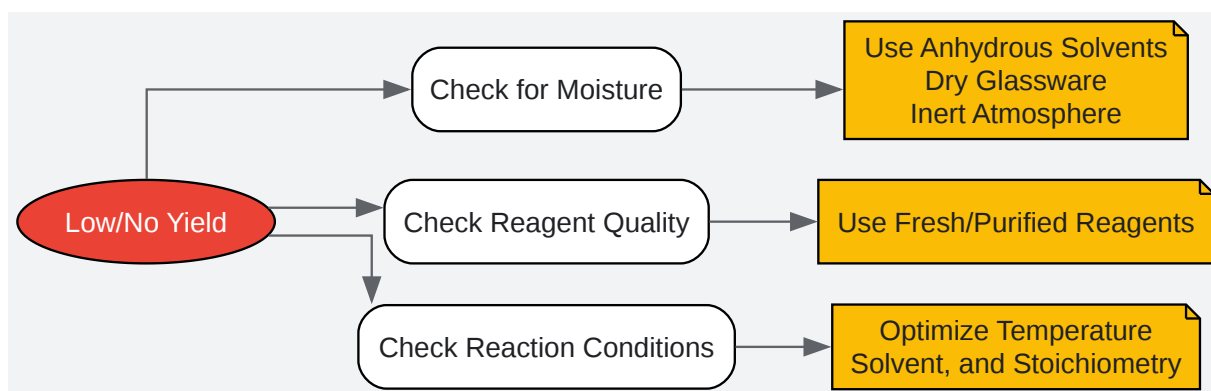 Use Anhydrous Solvents
Dry Glassware
Inert Atmosphere
Check for Moisture
Low/No Yield
Check Reagent Quality
Use Fresh/Purified Reagents
Check Reaction Conditions
Optimize Temperature
Solvent, and Stoichiometry